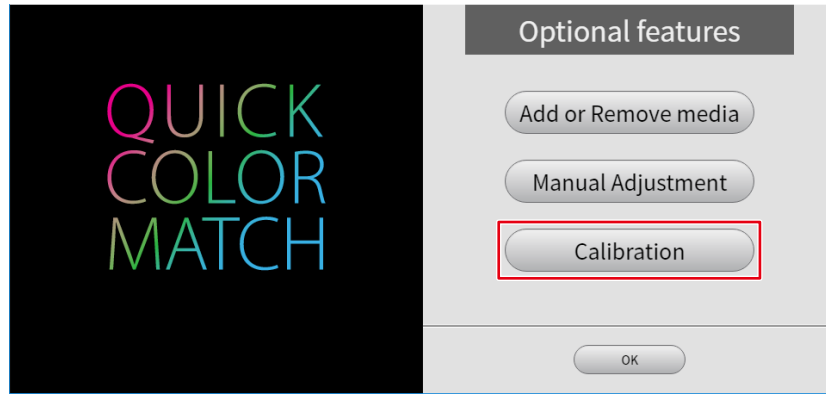 QUICK
COLOR
MATCH
Optional features
Add or Remove media
Manual Adjustment
Calibration
OK